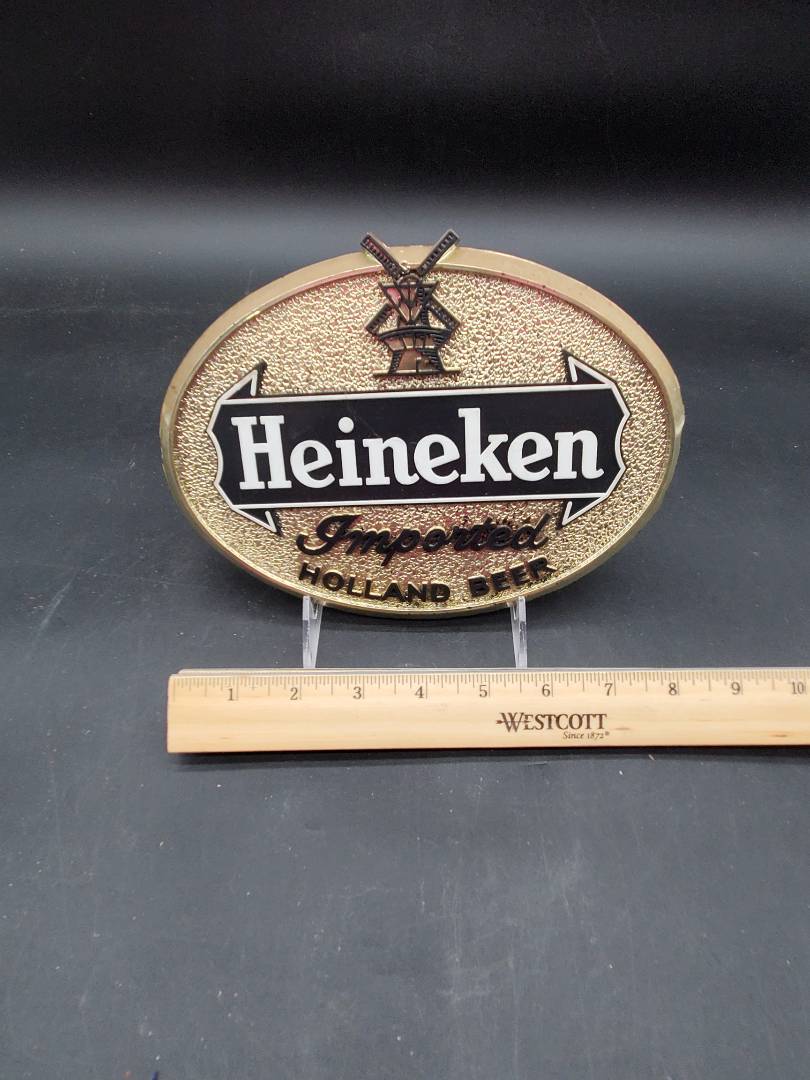 Heineken
Imported
HOLLAND BEER
1 2 3 4 5 6 7 8 9 10
WESTCOTT
Since 1872®